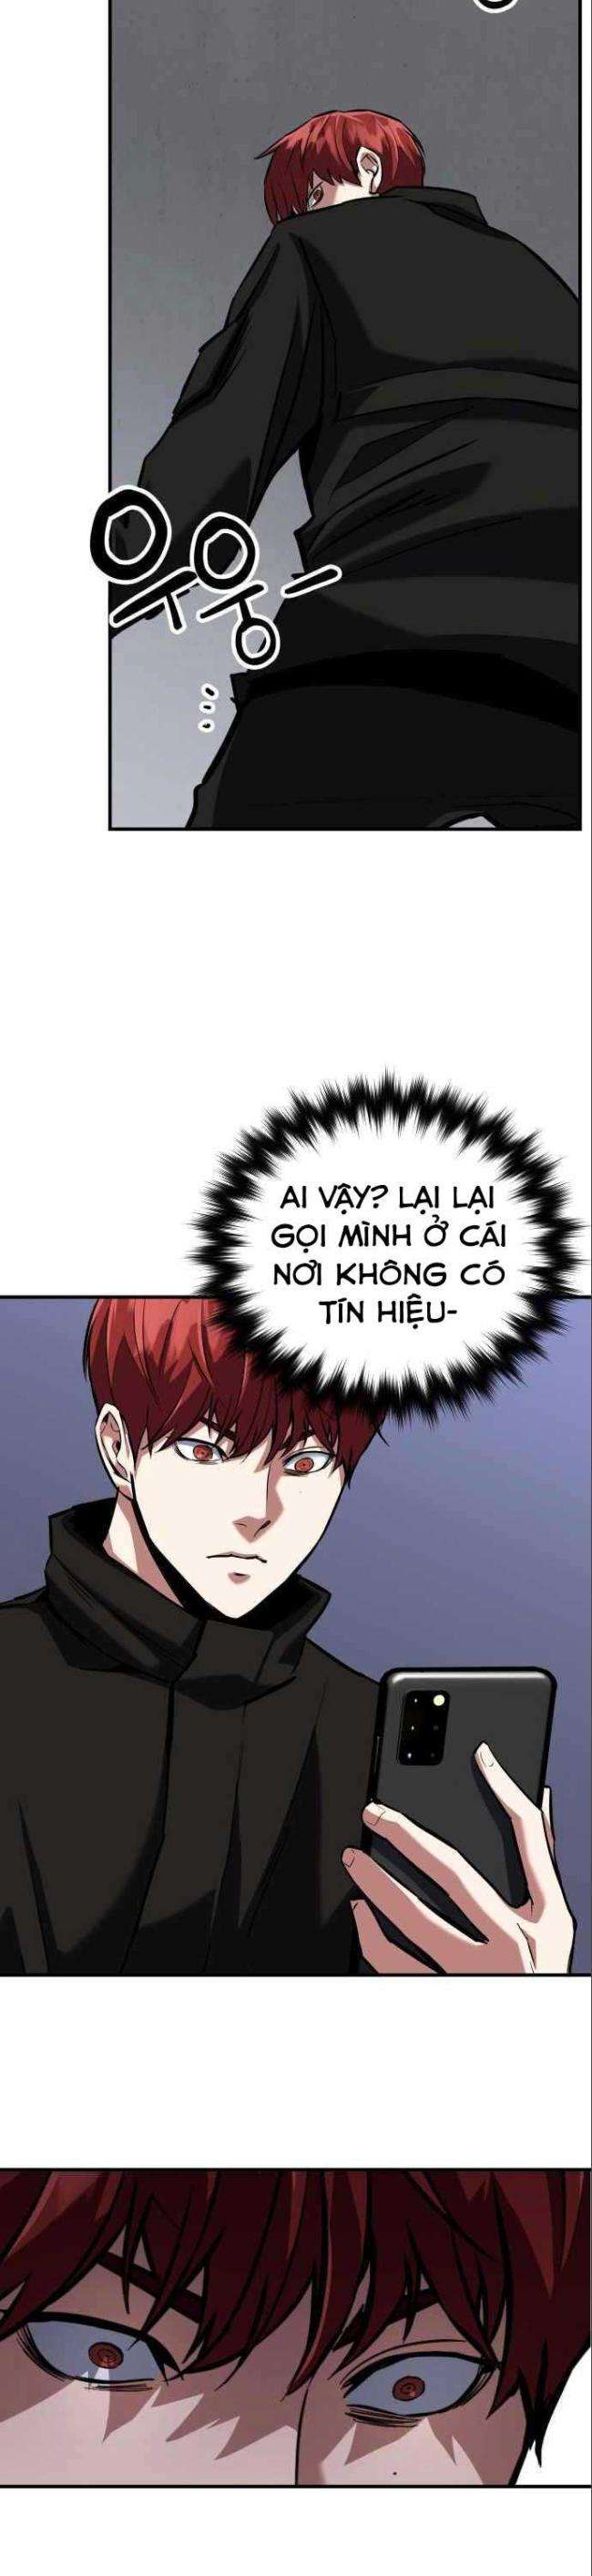 우웅-
AI VẬY? LẠI LẠI
GỌI MÌNH Ở CÁI
NƠI KHÔNG CÓ
TÍN HIỆU-